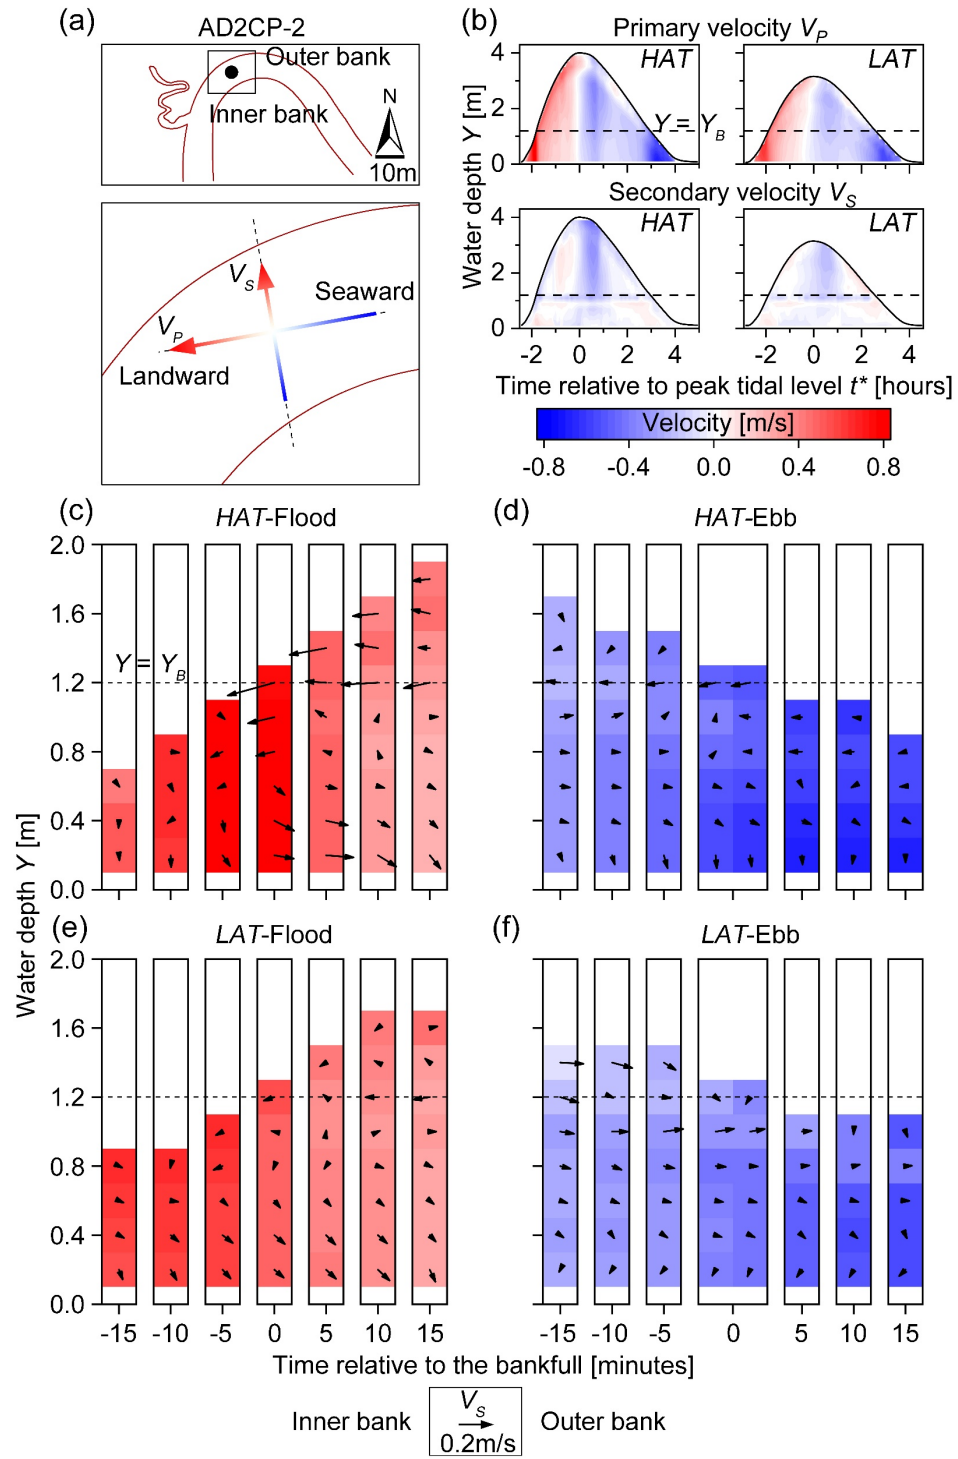 (a)
AD2CP-2
Outer bank
Inner bank
N
10m
V_S
Seaward
V_P
Landward
(b)
Primary velocity V_P
HAT
LAT
Y = Y_B
4
2
0
Secondary velocity V_S
HAT
LAT
4
2
0
Water depth Y [m]
-2 0 2 4
-2 0 2 4
Time relative to peak tidal level t* [hours]
Velocity [m/s]
-0.8 -0.4 0.0 0.4 0.8
(c)
HAT-Flood
(d)
HAT-Ebb
2.0
1.6
Y = Y_B
1.2
0.8
0.4
0.0
(e)
LAT-Flood
(f)
LAT-Ebb
2.0
1.6
1.2
0.8
0.4
0.0
Water depth Y [m]
-15 -10 -5 0 5 10 15
-15 -10 -5 0 5 10 15
Time relative to the bankfull [minutes]
Inner bank
V_S
0.2m/s
Outer bank